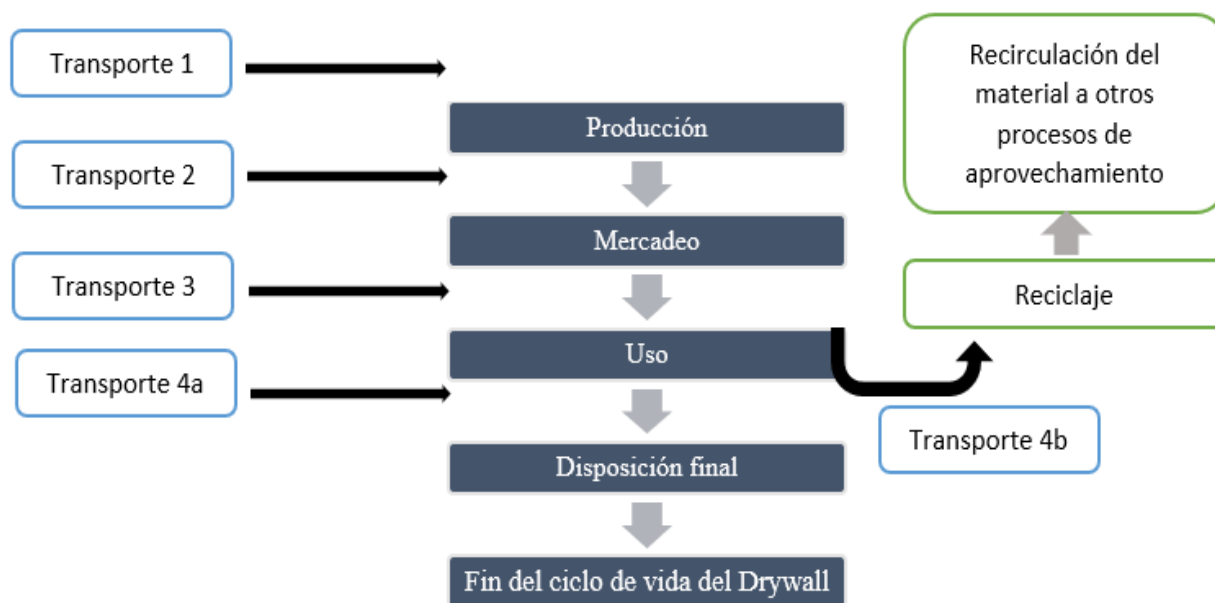 Transporte 1
Transporte 2
Transporte 3
Transporte 4a
Producción
Mercadeo
Uso
Disposición final
Fin del ciclo de vida del Drywall
Transporte 4b
Reciclaje
Recirculación del
material a otros
procesos de
aprovechamiento